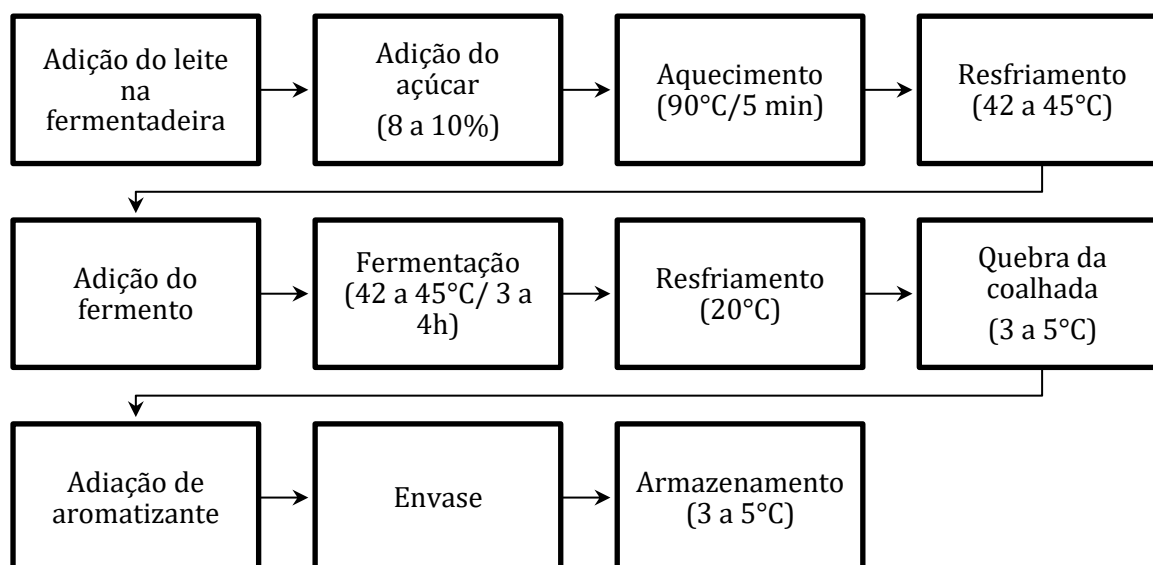 Adição do leite
na
fermentadeira
Adição do
açúcar
(8 a 10%)
Aquecimento
(90°C/5 min)
Resfriamento
(42 a 45°C)
Adição do
fermento
Fermentação
(42 a 45°C/ 3 a
4h)
Resfriamento
(20°C)
Quebra da
coalhada
(3 a 5°C)
Adiação de
aromatizante
Envase
Armazenamento
(3 a 5°C)